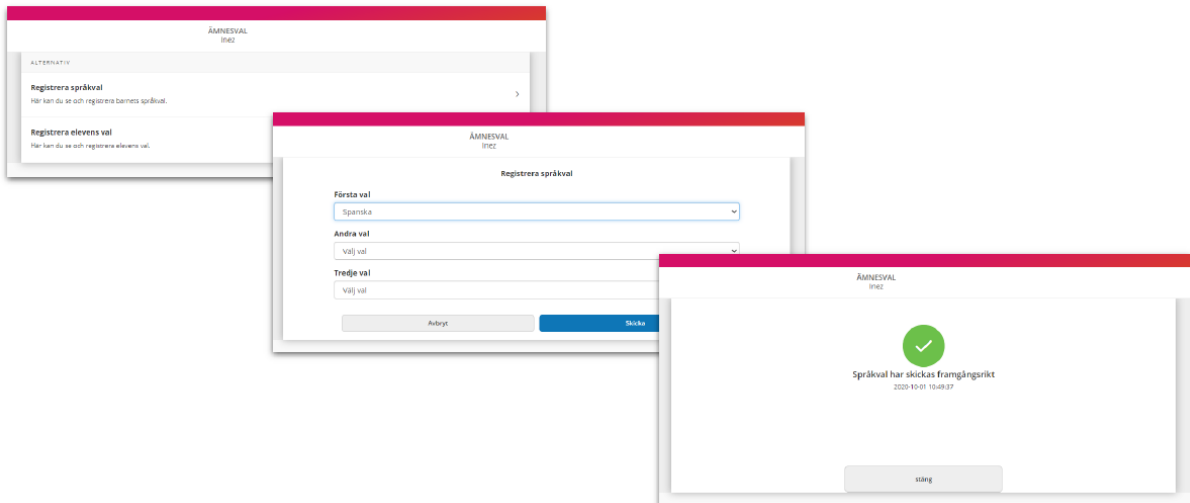 ÄMNESVAL
Inez
ALTERNATIV
Registrera språkval
Här kan du se och registrera barnets språkval.
Registrera elevens val
Här kan du se och registrera elevens val.
ÄMNESVAL
Inez
Registrera språkval
Första val
Spanska
Andra val
Välj val
Tredje val
Välj val
Avbryt
Skicka
ÄMNESVAL
Inez
Språkval har skickas framgångsrikt
2020-10-01 10:49:37
stäng